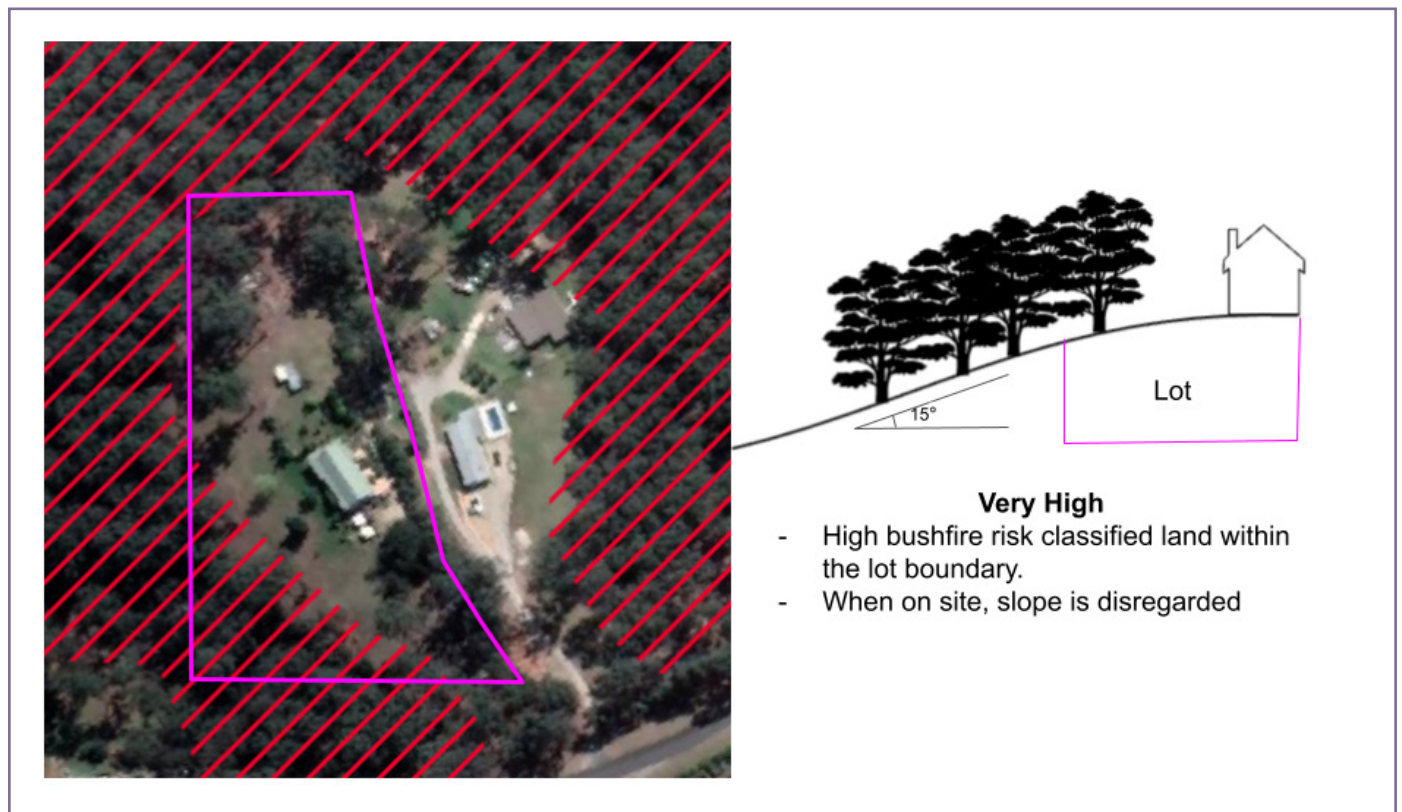 15°
Lot
Very High
- High bushfire risk classified land within
the lot boundary.
- When on site, slope is disregarded